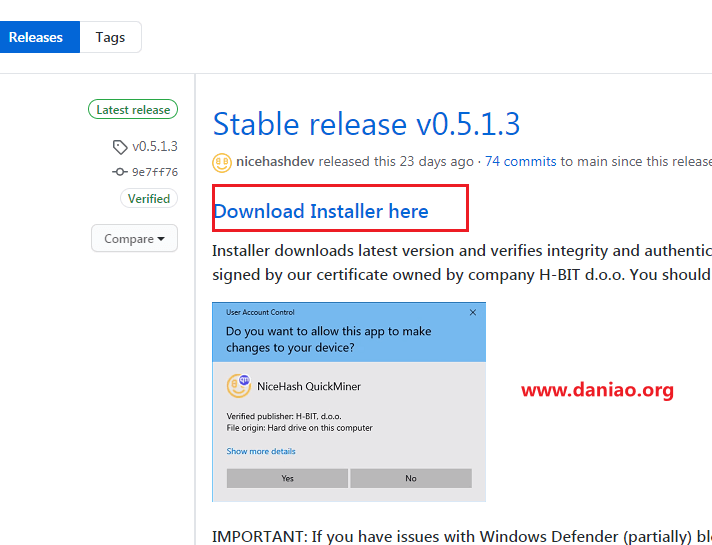 Releases Tags
Latest release
v0.5.1.3
9e7ff76
Verified
Compare
Stable release v0.5.1.3
nicehashdev released this 23 days ago · 74 commits to main since this release
Download Installer here
Installer downloads latest version and verifies integrity and authentic
signed by our certificate owned by company H-BIT d.o.o. You should
User Account Control
Do you want to allow this app to make
changes to your device?
qm
NiceHash QuickMiner
Verified publisher: H-BIT, d.o.o.
File origin: Hard drive on this computer
Show more details
Yes No
www.daniao.org
IMPORTANT: If you have issues with Windows Defender (partially) bl